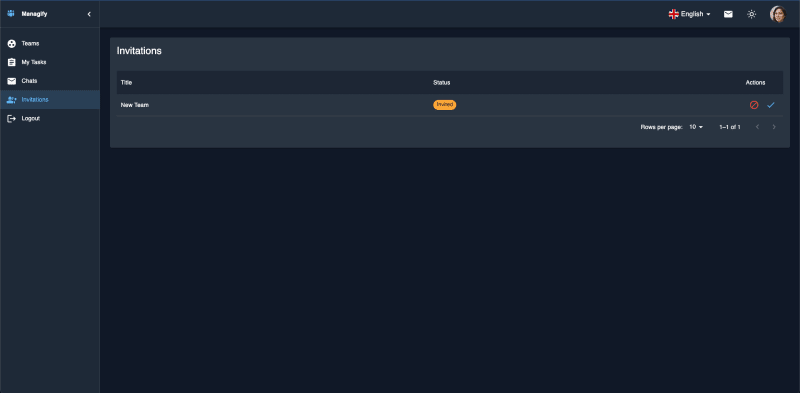 Managify
English
Teams
My Tasks
Chats
Invitations
Logout
Invitations
Title Status Actions
New Team Invited
Rows per page: 10 1–1 of 1